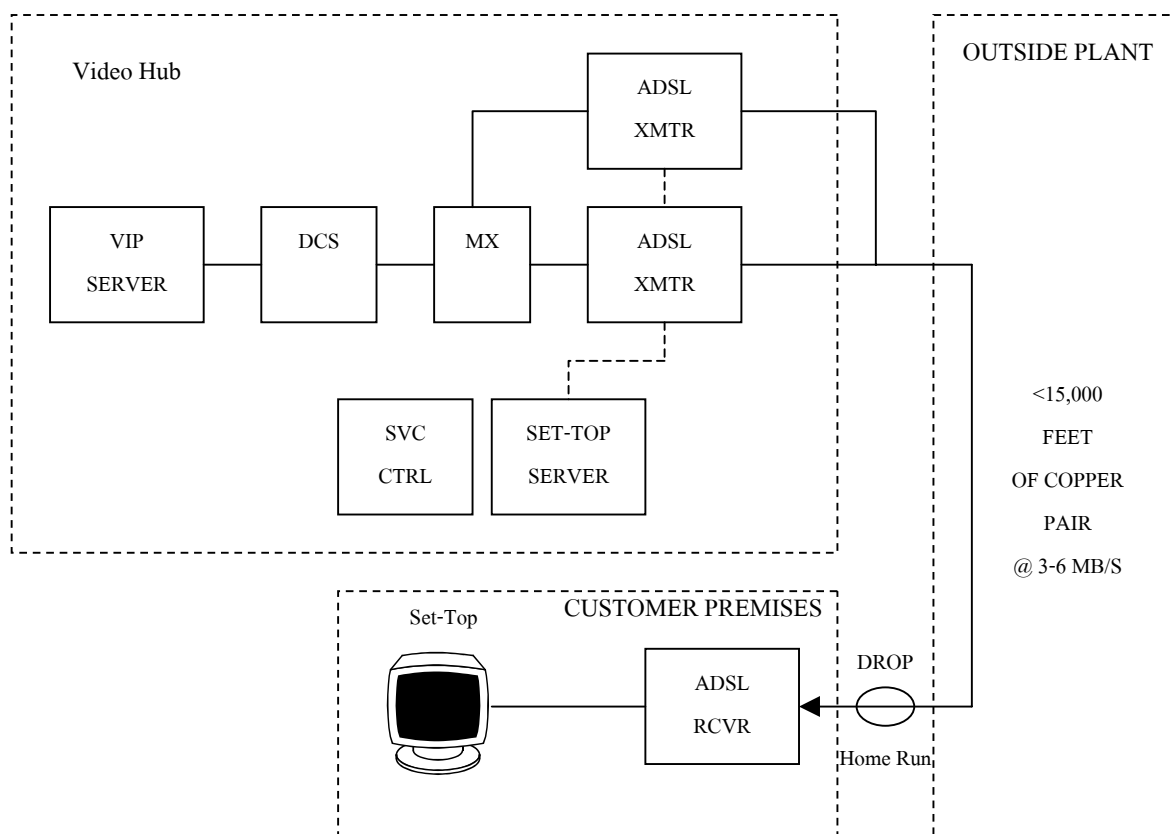 Video Hub
OUTSIDE PLANT
ADSL
XMTR
VIP
SERVER
DCS
MX
ADSL
XMTR
SVC
CTRL
SET-TOP
SERVER
<15,000
FEET
OF COPPER
PAIR
@ 3-6 MB/S
CUSTOMER PREMISES
Set-Top
ADSL
RCVR
DROP
Home Run